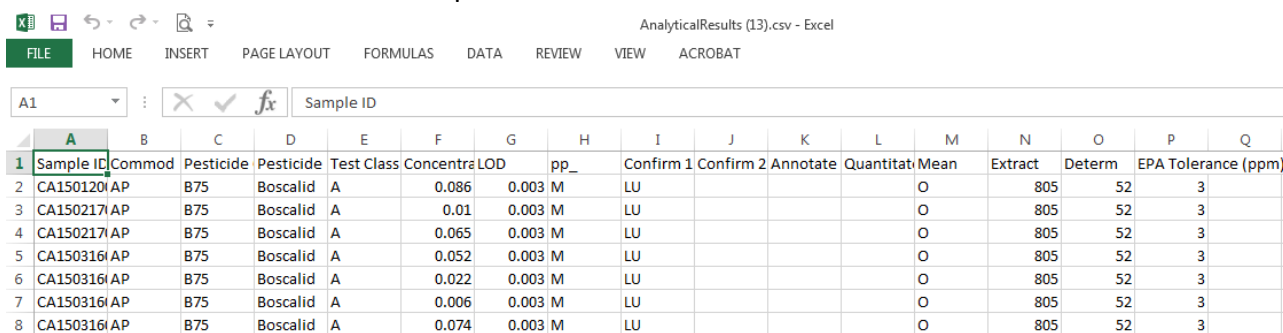 AnalyticalResults (13).csv - Excel
FILE HOME INSERT PAGE LAYOUT FORMULAS DATA REVIEW VIEW ACROBAT
A1 fx Sample ID
A B C D E F G H I J K L M N O P Q
1 Sample ID Commod Pesticide Pesticide Test Class Concentra LOD pp_ Confirm 1 Confirm 2 Annotate Quantitat Mean Extract Determ EPA Tolerance (ppm)
2 CA150120 AP B75 Boscalid A 0.086 0.003 M LU O 805 52 3
3 CA150217 AP B75 Boscalid A 0.01 0.003 M LU O 805 52 3
4 CA150217 AP B75 Boscalid A 0.065 0.003 M LU O 805 52 3
5 CA150316 AP B75 Boscalid A 0.052 0.003 M LU O 805 52 3
6 CA150316 AP B75 Boscalid A 0.022 0.003 M LU O 805 52 3
7 CA150316 AP B75 Boscalid A 0.006 0.003 M LU O 805 52 3
8 CA150316 AP B75 Boscalid A 0.074 0.003 M LU O 805 52 3